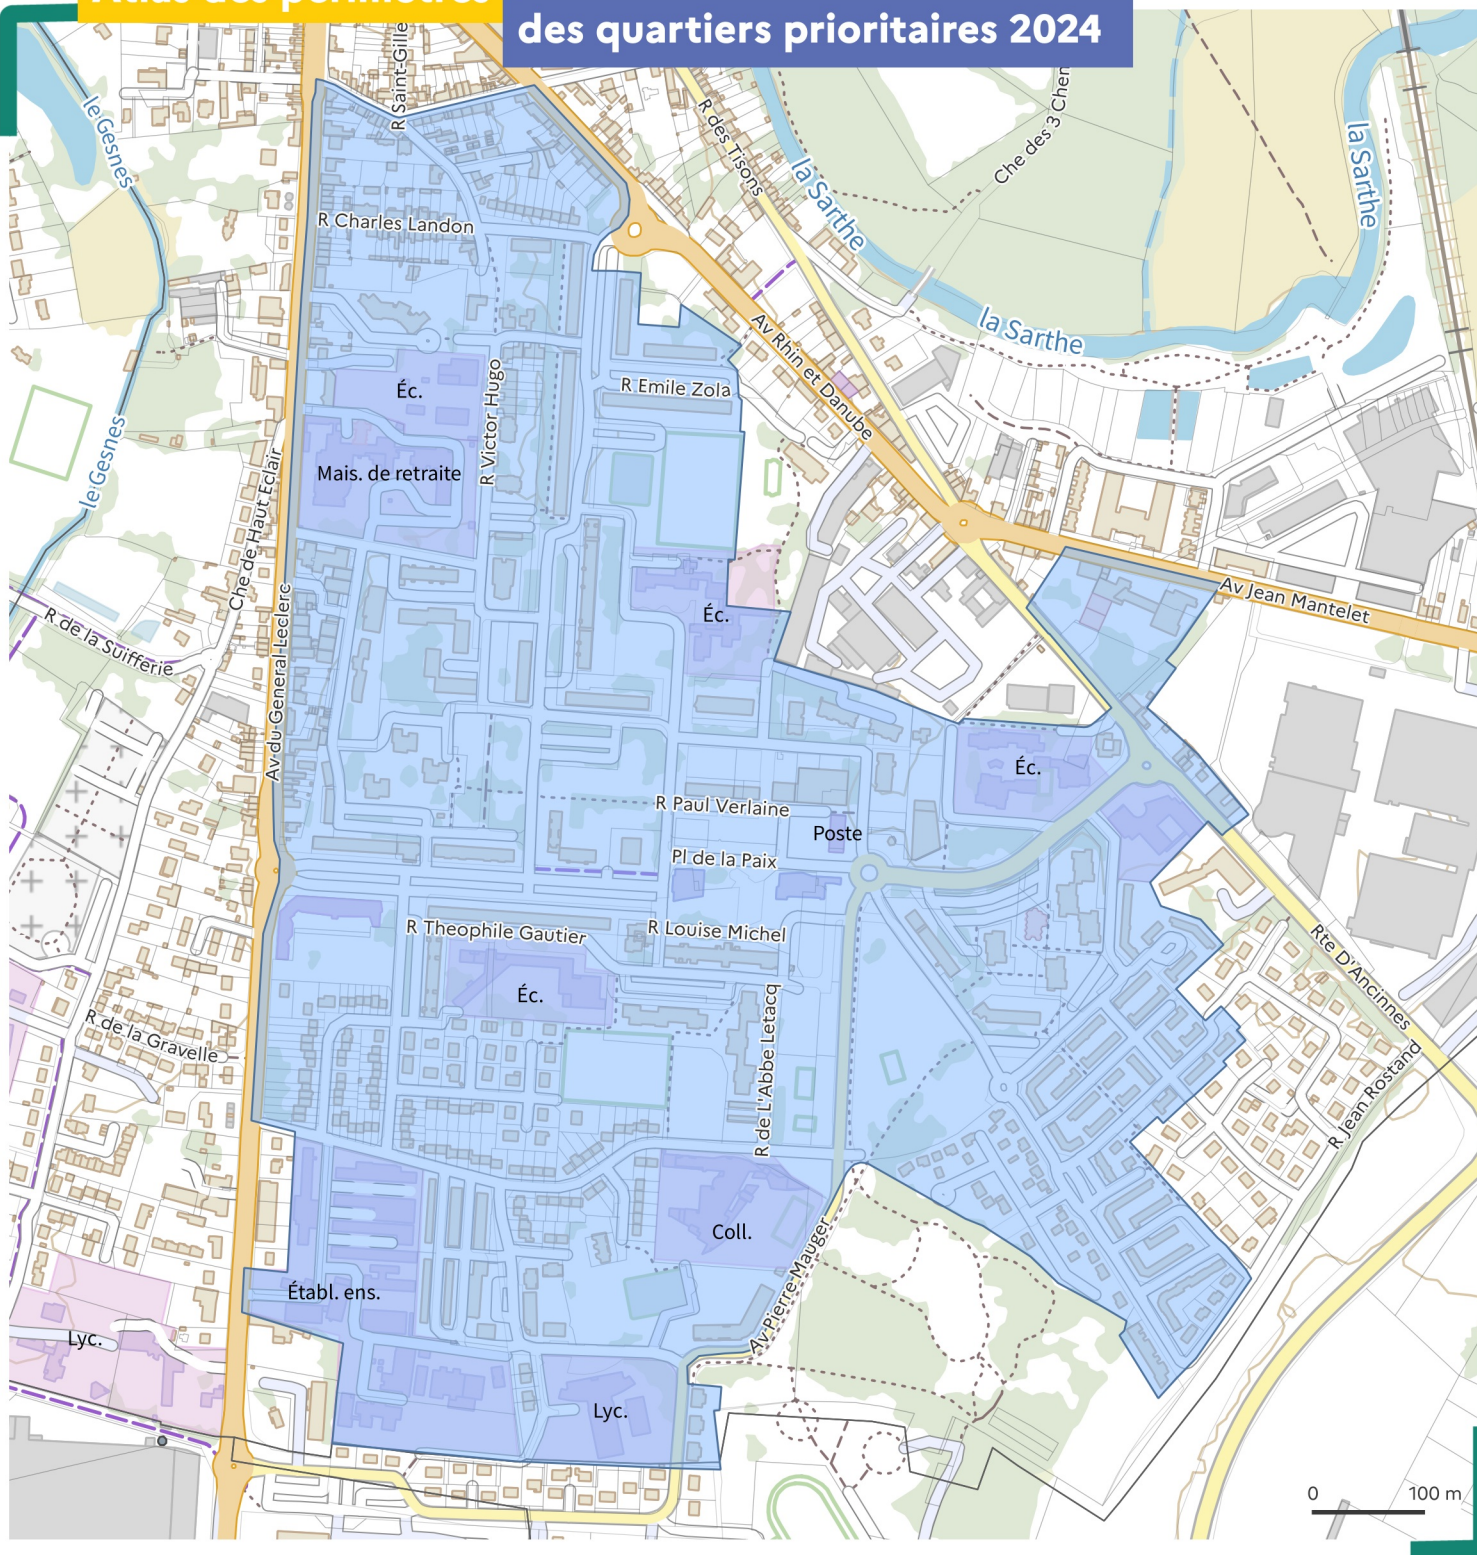 Atlas des périmètres
des quartiers prioritaires 2024
R Saint-Gille
le Gesnes
R des Tisons
la Sarthe
Che des 3 Chen
la Sarthe
R Charles Landon
la Sarthe
Av Rhin et Danube
Éc.
R Victor Hugo
R Emile Zola
le Gesnes
Mais. de retraite
Che de Haut Eclair
Av du General Leclerc
Éc.
Av Jean Mantelet
R de la Suifferie
Éc.
R Paul Verlaine
Poste
Pl de la Paix
R Theophile Gautier
R Louise Michel
Rte D'Ancinnes
Éc.
R de la Gravelle
R de L'Abbe Letacq
R Jean Rostand
Coll.
Av Pierre Mauger
Établ. ens.
Lyc.
Lyc.
0 100 m